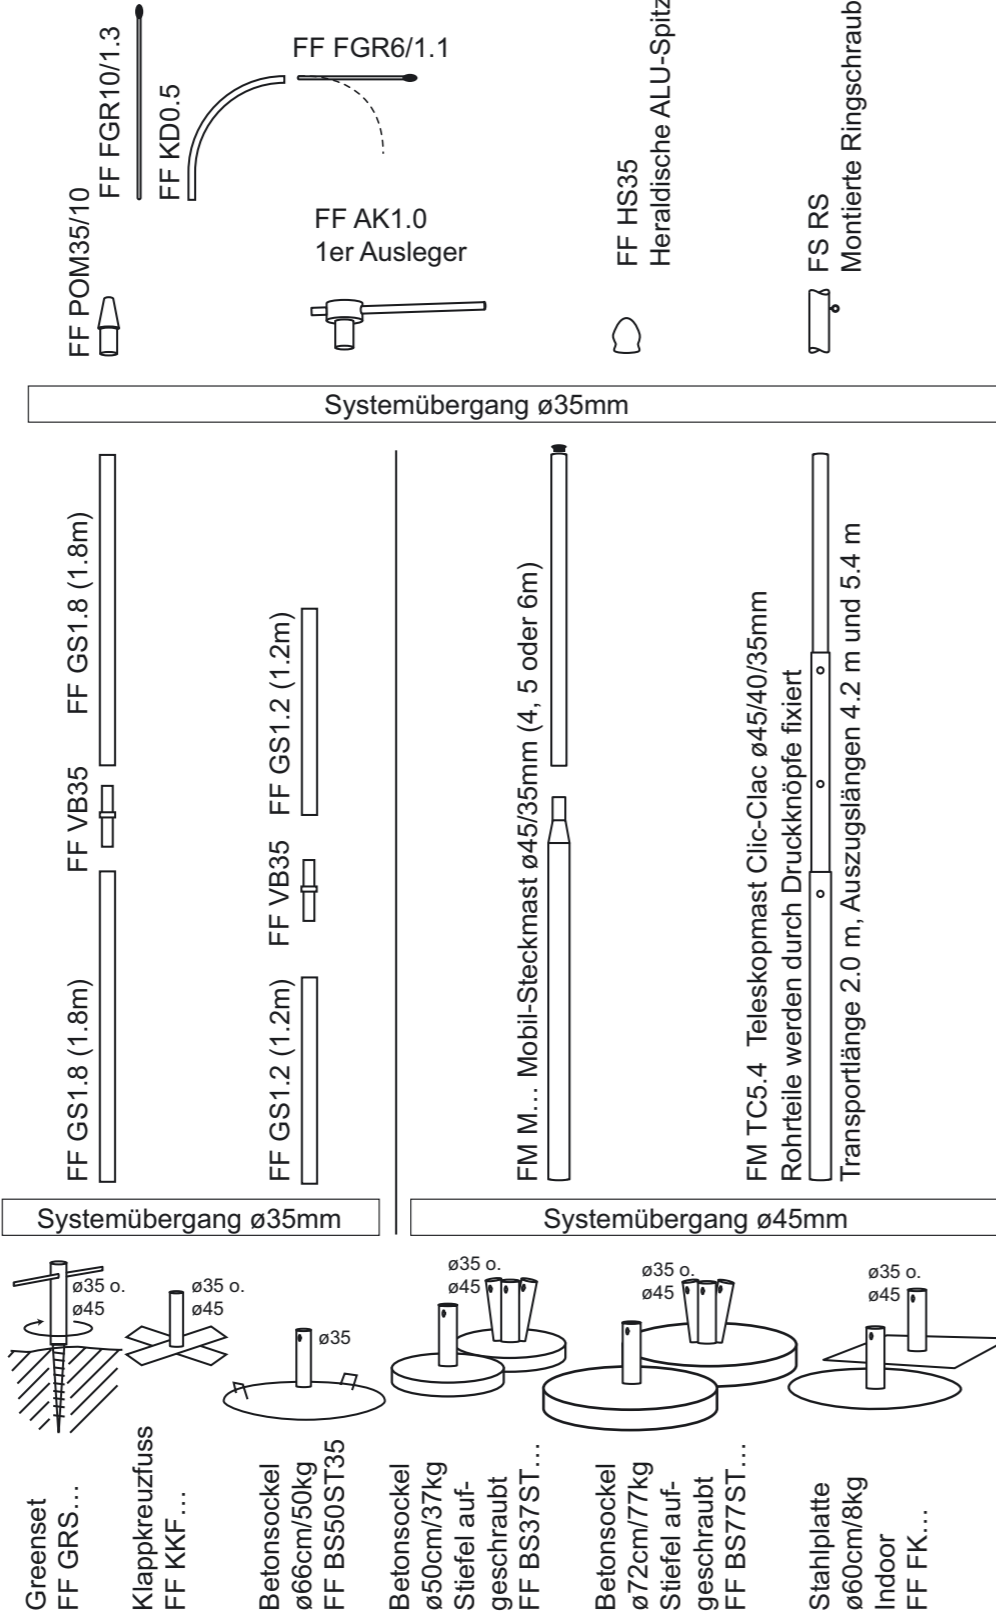 FF FGR10/1.3
FF KD0.5
FF FGR6/1.1
FF POM35/10
FF AK1.0
1er Ausleger
FF HS35
Heraldische ALU-Spitz
FS RS
Montierte Ringschraub
Systemübergang ø35mm
FF GS1.8 (1.8m)
FF VB35
FF GS1.8 (1.8m)
FF GS1.2 (1.2m)
FF VB35
FF GS1.2 (1.2m)
FM M... Mobil-Steckmast ø45/35mm (4, 5 oder 6m)
FM TC5.4 Teleskopmast Clic-Clac ø45/40/35mm
Rohrteile werden durch Druckknöpfe fixiert
Transportlänge 2.0 m, Auszugslängen 4.2 m und 5.4 m
Systemübergang ø35mm
Systemübergang ø45mm
ø35 o.
ø45
ø35 o.
ø45
ø35
ø35 o.
ø45
ø35 o.
ø45
ø35 o.
ø45
Greenset
FF GRS...
Klappkreuzfuss
FF KKF...
Betonsockel
ø66cm/50kg
FF BS50ST35
Betonsockel
ø50cm/37kg
Stiefel auf-
geschraubt
FF BS37ST...
Betonsockel
ø72cm/77kg
Stiefel auf-
geschraubt
FF BS77ST...
Stahlplatte
ø60cm/8kg
Indoor
FF FK...